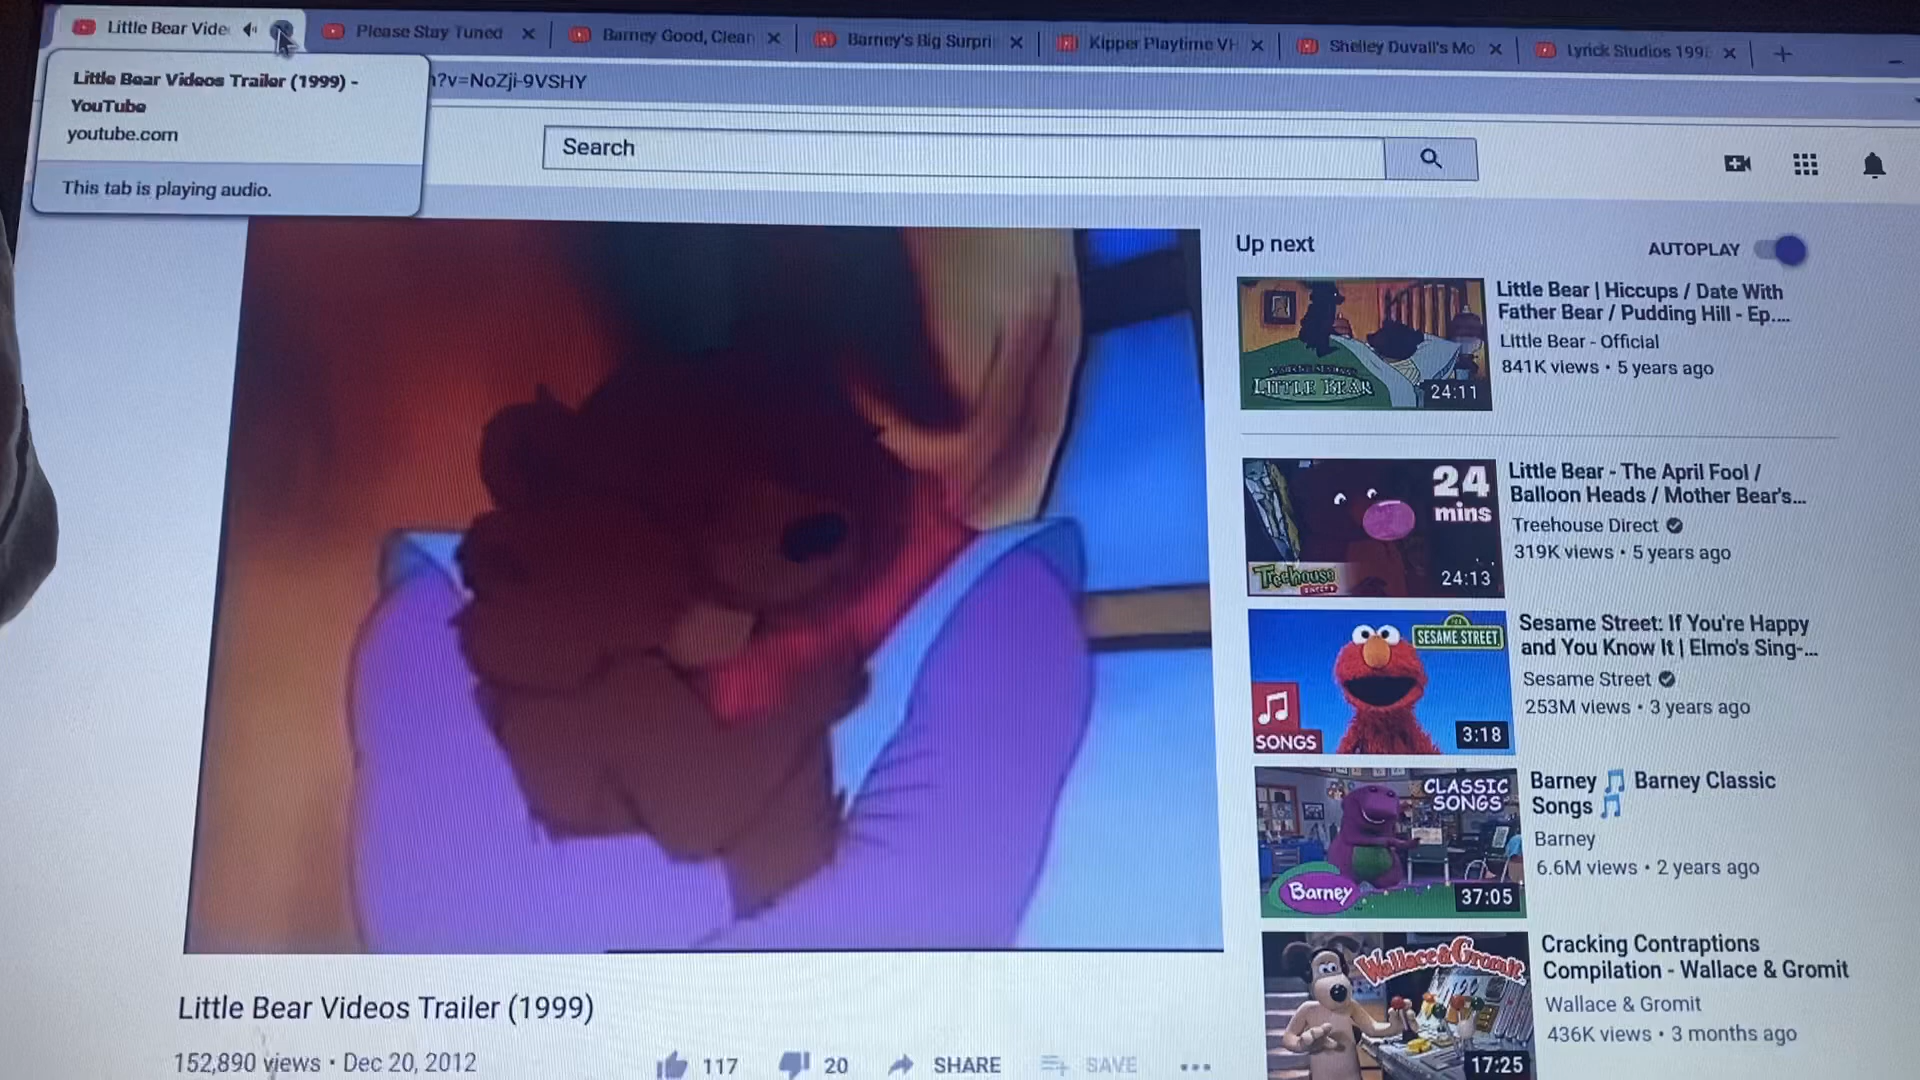 Little Bear Vide
Please Stay Tuned
Barney Good, Clean
Barney's Big Surpri
Kipper Playtime VH
Shelley Duvall's Mo
Lyrick Studios 199
Little Bear Videos Trailer (1999) -
YouTube
youtube.com
This tab is playing audio.
?v=NoZji-9VSHY
Search
Up next
AUTOPLAY
LITTLE BEAR
24:11
Little Bear | Hiccups / Date With
Father Bear / Pudding Hill - Ep....
Little Bear - Official
841K views • 5 years ago
24
mins
Treehouse
DIRECT
24:13
Little Bear - The April Fool /
Balloon Heads / Mother Bear's...
Treehouse Direct
319K views • 5 years ago
SESAME STREET
SONGS
3:18
Sesame Street: If You're Happy
and You Know It | Elmo's Sing-...
Sesame Street
253M views • 3 years ago
CLASSIC
SONGS
Barney
37:05
Barney 🎵 Barney Classic
Songs 🎵
Barney
6.6M views • 2 years ago
Wallace & Gromit
17:25
Cracking Contraptions
Compilation - Wallace & Gromit
Wallace & Gromit
436K views • 3 months ago
Little Bear Videos Trailer (1999)
152,890 views • Dec 20, 2012
117
20
SHARE
SAVE